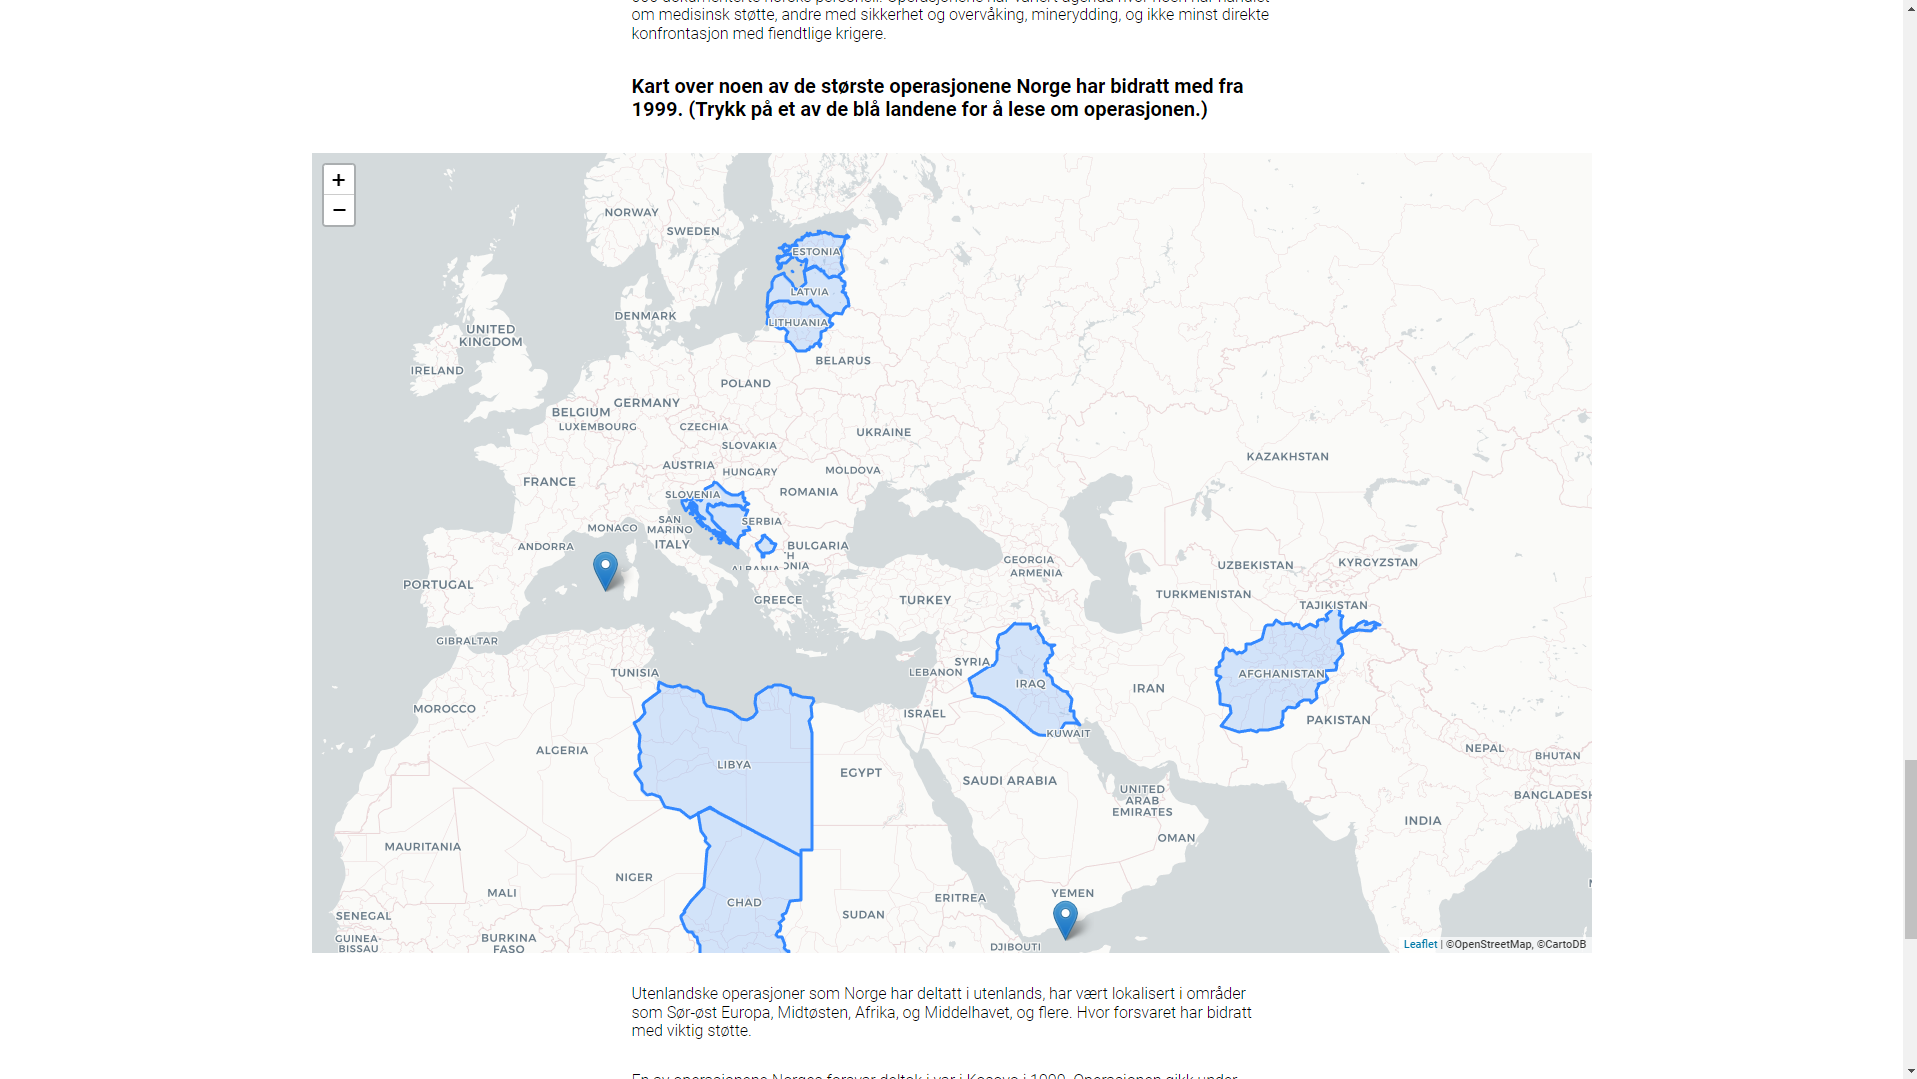 om medisinsk støtte, andre med sikkerhet og overvåking, minerydding, og ikke minst direkte
konfrontasjon med fiendtlige krigere.
Kart over noen av de største operasjonene Norge har bidratt med fra
1999. (Trykk på et av de blå landene for å lese om operasjonen.)
+
−
NORWAY
SWEDEN
ESTONIA
LATVIA
DENMARK
LITHUANIA
UNITED
KINGDOM
BELARUS
IRELAND
POLAND
GERMANY
BELGIUM
LUXEMBOURG
CZECHIA
UKRAINE
SLOVAKIA
KAZAKHSTAN
AUSTRIA
HUNGARY
MOLDOVA
FRANCE
SLOVENIA
ROMANIA
SAN
MARINO
SERBIA
MONACO
ITALY
ANDORRA
BULGARIA
ALBANIA
GEORGIA
UZBEKISTAN
KYRGYZSTAN
ARMENIA
PORTUGAL
TURKMENISTAN
GREECE
TURKEY
TAJIKISTAN
GIBRALTAR
SYRIA
LEBANON
TUNISIA
AFGHANISTAN
IRAQ
IRAN
MOROCCO
ISRAEL
PAKISTAN
KUWAIT
ALGERIA
NEPAL
BHUTAN
LIBYA
EGYPT
SAUDI ARABIA
UNITED
ARAB
EMIRATES
BANGLADESH
INDIA
OMAN
MAURITANIA
NIGER
MALI
YEMEN
CHAD
ERITREA
SENEGAL
SUDAN
GUINEA-
BISSAU
BURKINA
FASO
DJIBOUTI
Leaflet | ©OpenStreetMap, ©CartoDB
Utenlandske operasjoner som Norge har deltatt i utenlands, har vært lokalisert i områder
som Sør-øst Europa, Midtøsten, Afrika, og Middelhavet, og flere. Hvor forsvaret har bidratt
med viktig støtte.